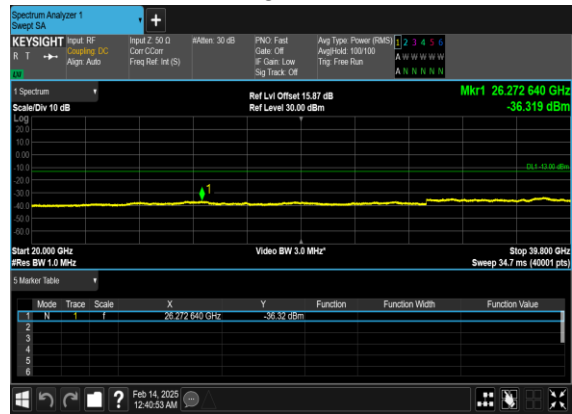 Spectrum Analyzer 1
Swept SA
+
KEYSIGHT Input: RF Input Z: 50 Ω #Atten: 30 dB PNO: Fast Avg Type: Power (RMS) 1 2 3 4 5 6
R T Coupling: DC Corr CCorr Gate: Off Avg|Hold: 100/100 A W W W W W
Align: Auto Freq Ref: Int (S) IF Gain: Low Trig: Free Run
Sig Track: Off A N N N N N
1 Spectrum Ref Lvl Offset 15.87 dB Mkr1 26.272 640 GHz
Scale/Div 10 dB Ref Level 30.00 dBm -36.319 dBm
Log
20.0
10.0
0.00
-10.0 DL1 -13.00 dBm
-20.0
-30.0 1
-40.0
-50.0
-60.0
Start 20.000 GHz Video BW 3.0 MHz* Stop 39.800 GHz
#Res BW 1.0 MHz Sweep 34.7 ms (40001 pts)
5 Marker Table
Mode Trace Scale X Y Function Function Width Function Value
1 N 1 f 26.272 640 GHz -36.32 dBm
2
3
4
5
6
? Feb 14, 2025
12:40:53 AM